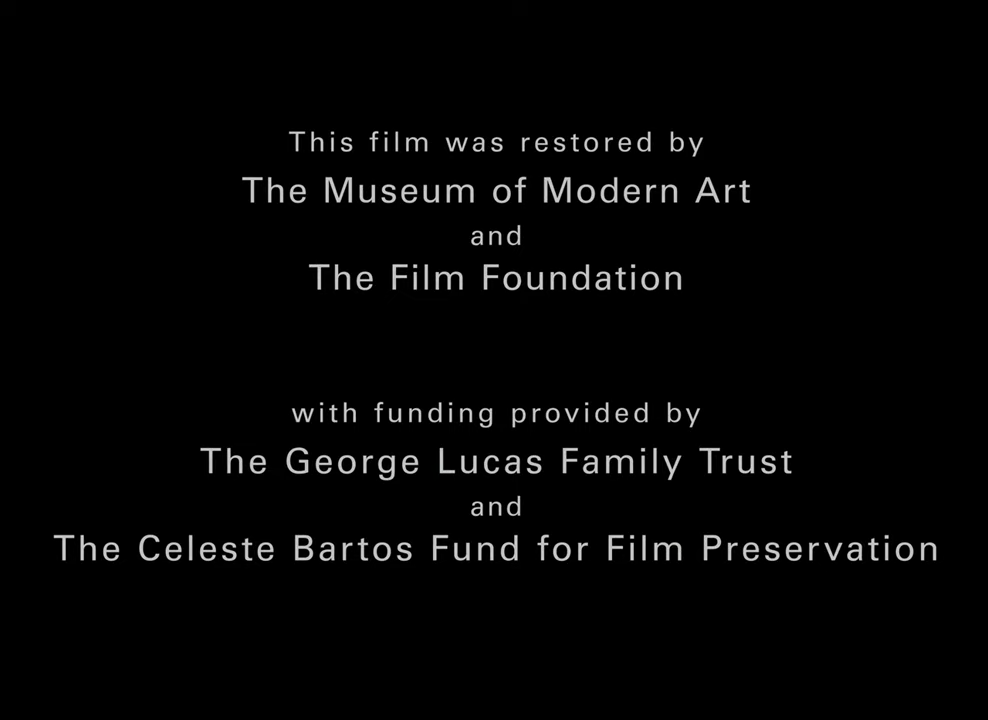 This film was restored by
The Museum of Modern Art
and
The Film Foundation
with funding provided by
The George Lucas Family Trust
and
The Celeste Bartos Fund for Film Preservation